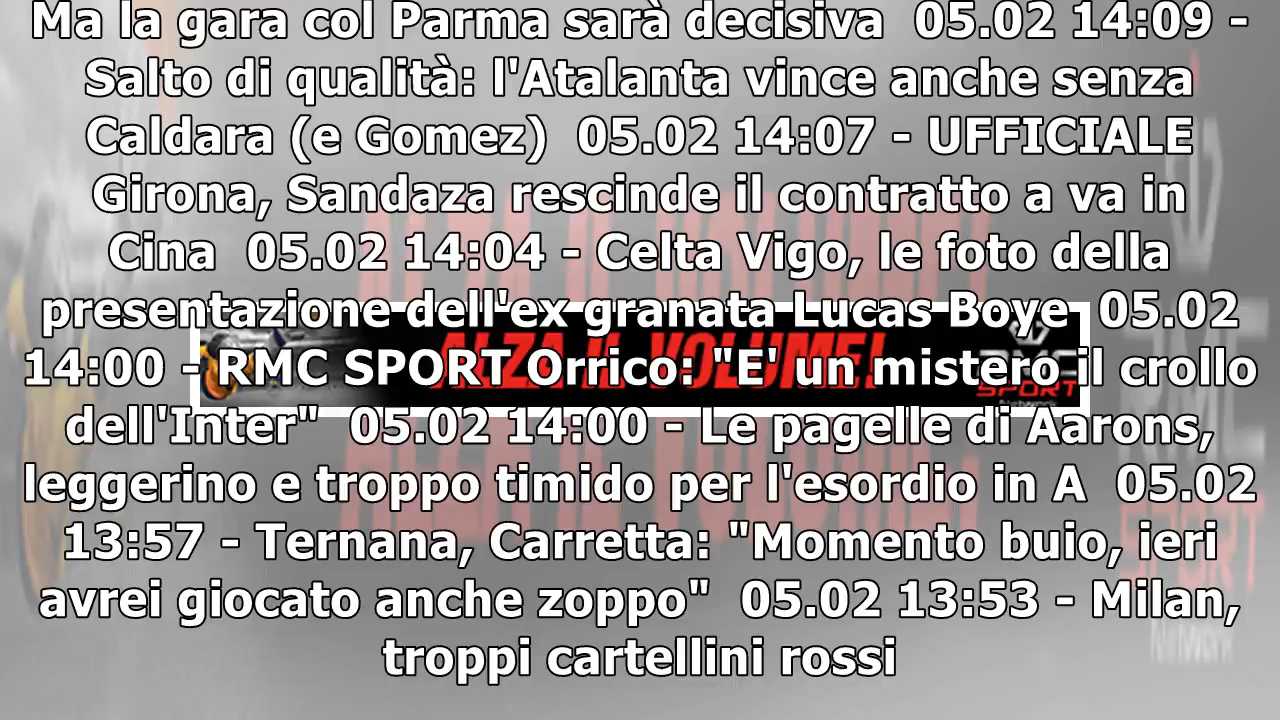 Ma la gara col Parma sarà decisiva  05.02 14:09 -
Salto di qualità: l'Atalanta vince anche senza
Caldara (e Gomez)  05.02 14:07 - UFFICIALE
Girona, Sandaza rescinde il contratto a va in
Cina  05.02 14:04 - Celta Vigo, le foto della
presentazione dell'ex granata Lucas Boye  05.02
14:00 - RMC SPORT Orrico: "E' un mistero il crollo
dell'Inter"  05.02 14:00 - Le pagelle di Aarons,
leggerino e troppo timido per l'esordio in A  05.02
13:57 - Ternana, Carretta: "Momento buio, ieri
avrei giocato anche zoppo"  05.02 13:53 - Milan,
troppi cartellini rossi
ALZA IL VOLUME!
RMC
SPORT